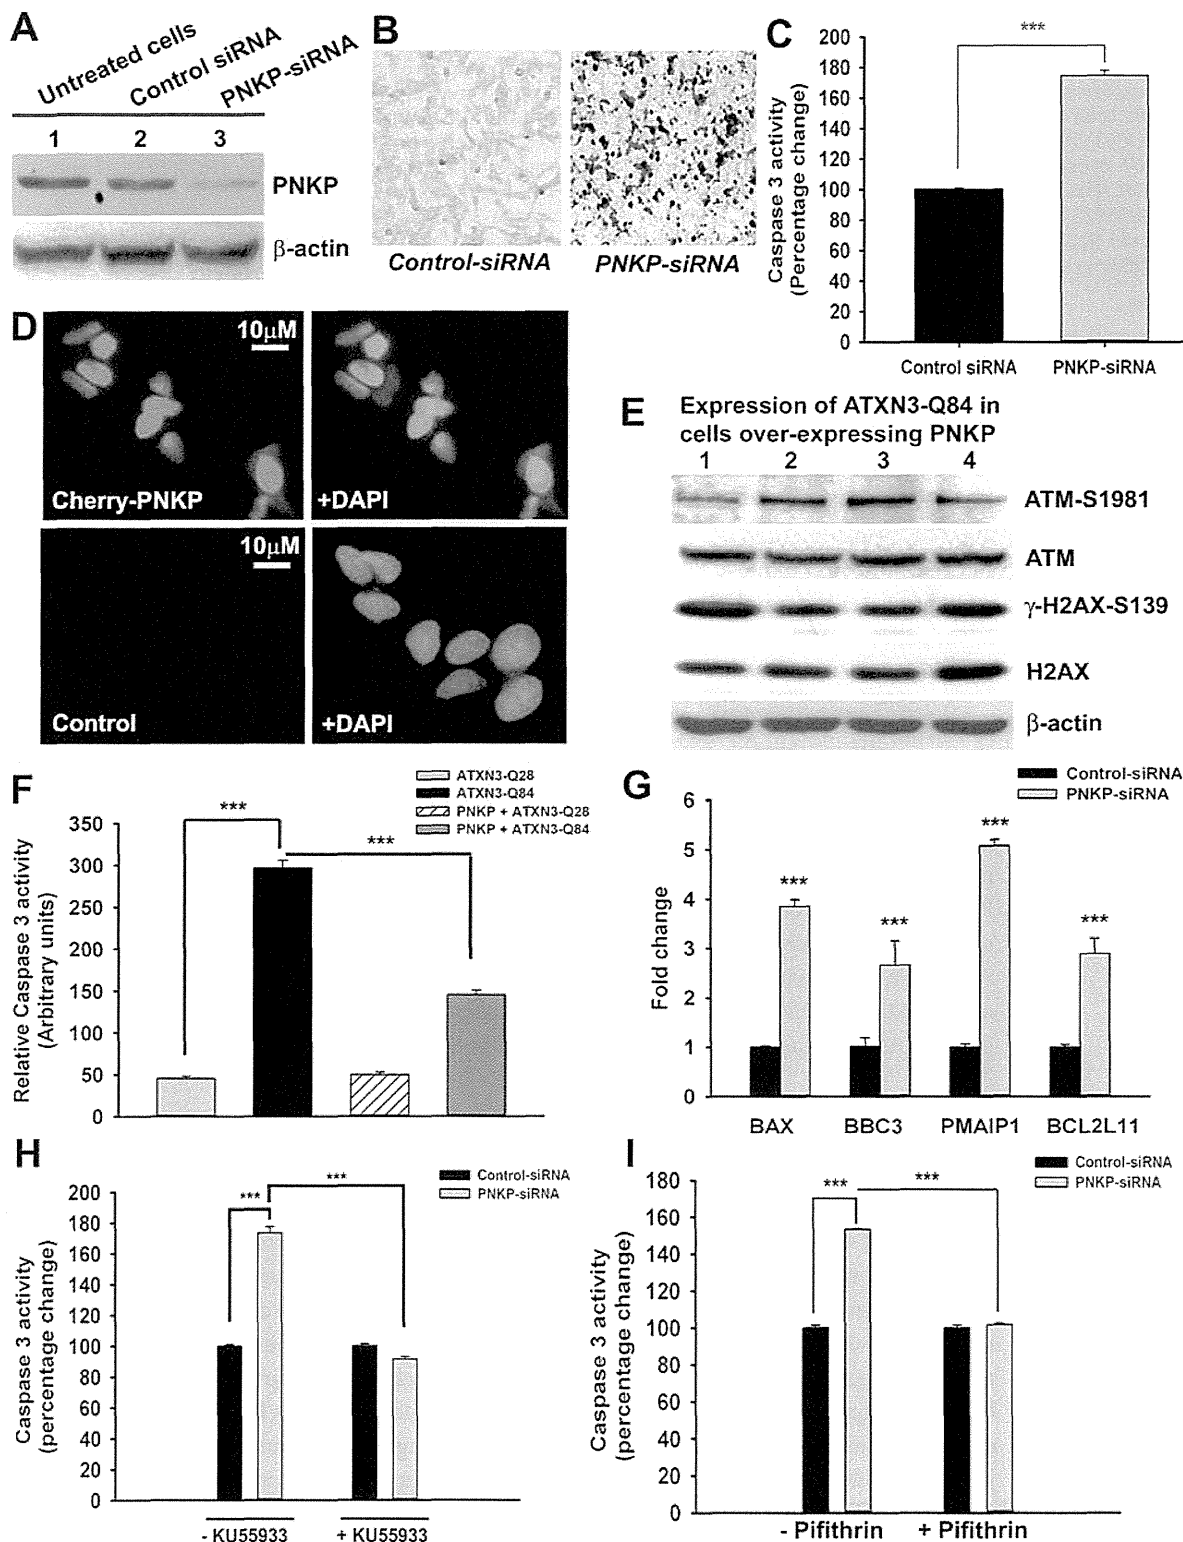 A
Untreated cells
Control siRNA
PNKP-siRNA
1 2 3
PNKP
β-actin
B
Control-siRNA PNKP-siRNA
C
***
Caspase 3 activity
(Percentage change)
200
180
160
140
120
100
80
60
40
20
0
Control siRNA PNKP-siRNA
D
10μM
Cherry-PNKP
+DAPI
10μM
Control
+DAPI
E
Expression of ATXN3-Q84 in
cells over-expressing PNKP
1 2 3 4
ATM-S1981
ATM
γ-H2AX-S139
H2AX
β-actin
F
ATXN3-Q28
ATXN3-Q84
PNKP + ATXN3-Q28
PNKP + ATXN3-Q84
***
***
Relative Caspase 3 activity
(Arbitrary units)
350
300
250
200
150
100
50
0
G
Control-siRNA
PNKP-siRNA
Fold change
6
5
4
3
2
1
0
***
***
***
***
BAX BBC3 PMAIP1 BCL2L11
H
Control-siRNA
PNKP-siRNA
***
***
Caspase 3 activity
(percentage change)
200
180
160
140
120
100
80
60
40
20
0
- KU55933 + KU55933
I
Control-siRNA
PNKP-siRNA
***
***
Caspase 3 activity
(percentage change)
180
160
140
120
100
80
60
40
20
0
- Pifithrin + Pifithrin